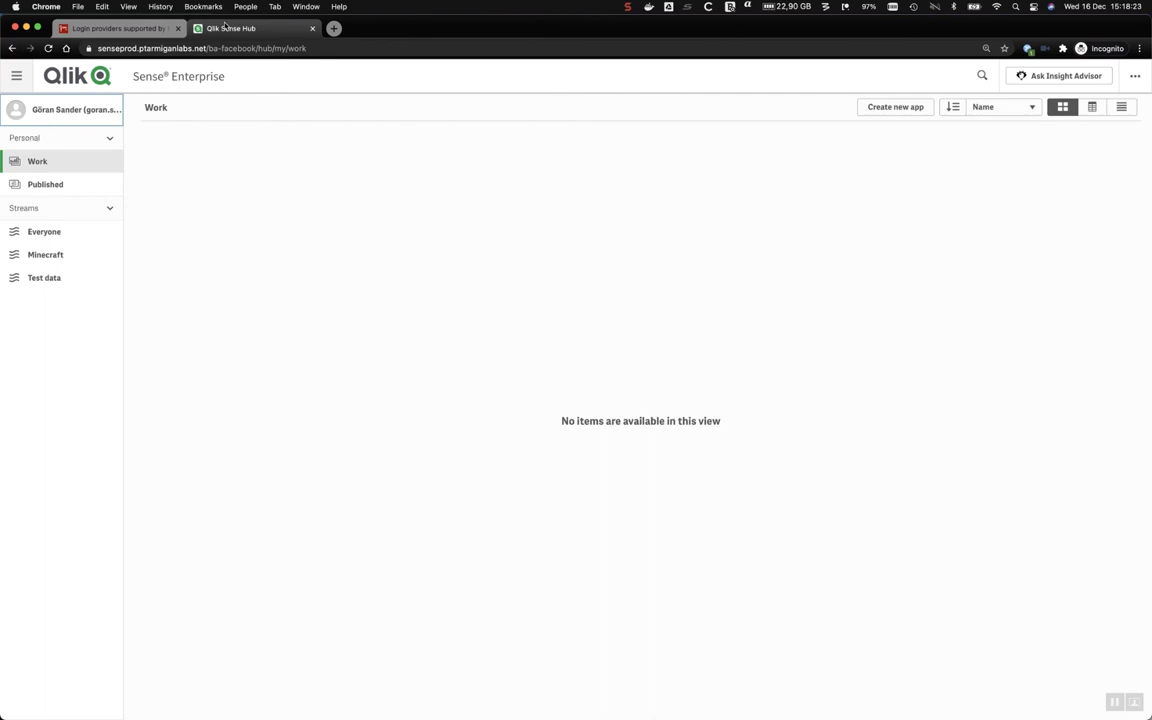 Chrome File Edit View History Bookmarks People Tab Window Help 22,90 GB 97% Wed 16 Dec 15:18:23
Login providers supported by
Qlik Sense Hub
senseprod.ptarmiganlabs.net/ba-facebook/hub/my/work
Incognito
Qlik
Sense® Enterprise
Ask Insight Advisor
Göran Sander (goran.s...
Work
Create new app
Name
Personal
Work
Published
Streams
Everyone
Minecraft
Test data
No items are available in this view